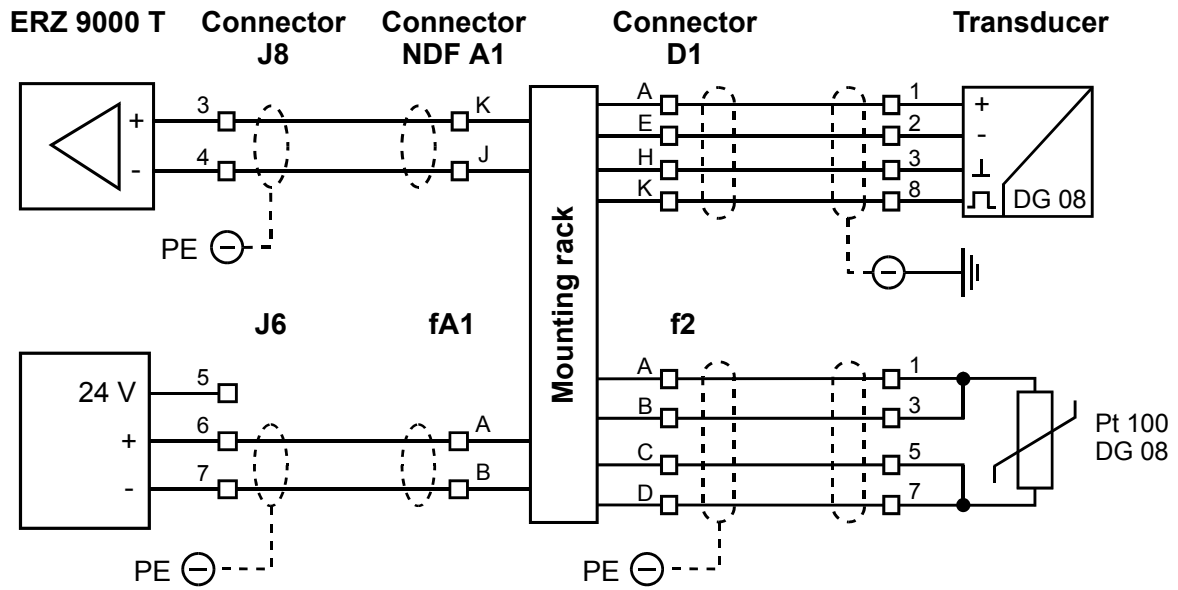 ERZ 9000 T
Connector
J8
Connector
NDF A1
Connector
D1
Transducer
3
K
+
4
J
-
PE
Mounting rack
A
1
+
E
2
-
H
3
K
8
DG 08
J6
fA1
f2
24 V
5
6
A
+
7
B
-
PE
A
1
B
3
C
5
D
7
Pt 100
DG 08
PE